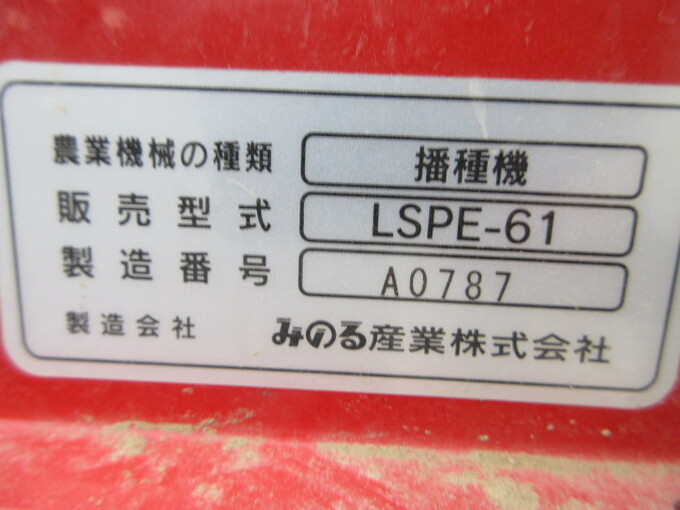 農業機械の種類 播種機
販売型式 LSPE-61
製造番号 A0787
製造会社 みのる産業株式会社